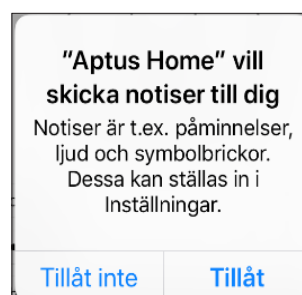 ”Aptus Home” vill
skicka notiser till dig
Notiser är t.ex. påminnelser,
ljud och symbolbrickor.
Dessa kan ställas in i
Inställningar.
Tillåt inte Tillåt